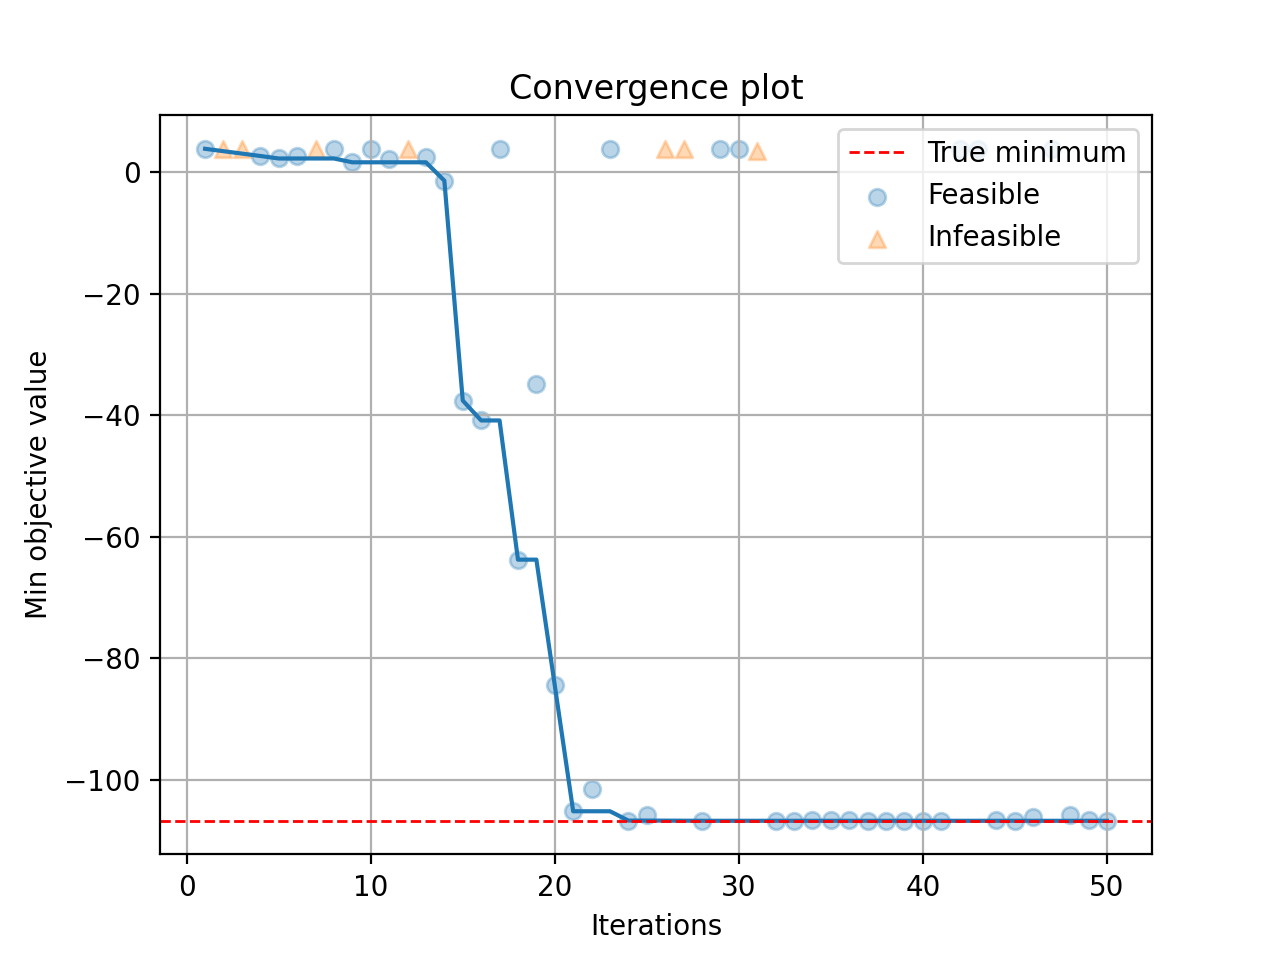 Convergence plot
True minimum
Feasible
Infeasible
0
−20
−40
−60
−80
−100
Min objective value
0 10 20 30 40 50
Iterations